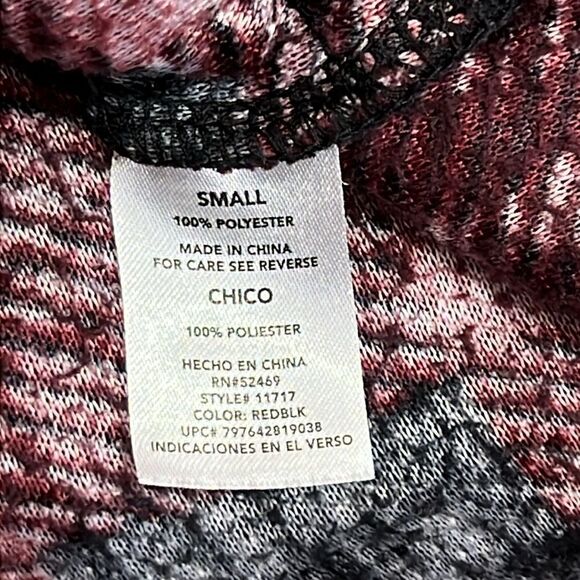 SMALL
100% POLYESTER
MADE IN CHINA
FOR CARE SEE REVERSE
CHICO
100% POLIESTER
HECHO EN CHINA
RN#52469
STYLE# 11717
COLOR: REDBLK
UPC# 797642819038
INDICACIONES EN EL VERSO